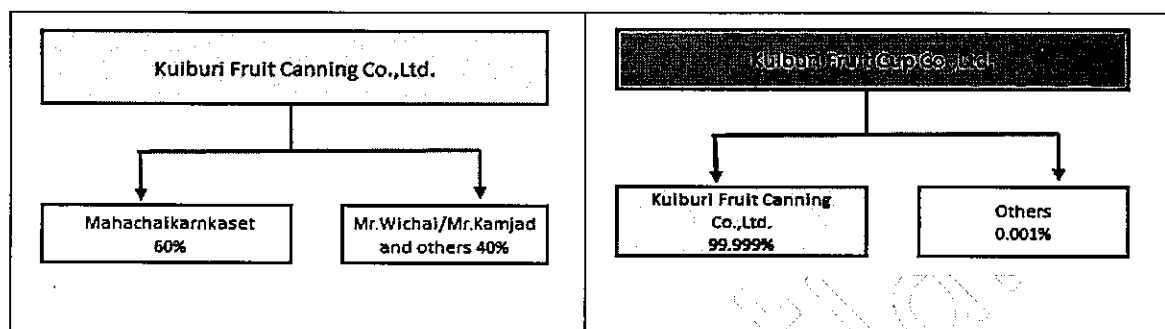 Kuiburi Fruit Canning Co.,Ltd.
Mahachaikarnkaset
60%
Mr.Wichai/Mr.Kamjad
and others 40%
Kuiburi Fruit Cup Co.,Ltd.
Kuiburi Fruit Canning
Co.,Ltd.
99.999%
Others
0.001%